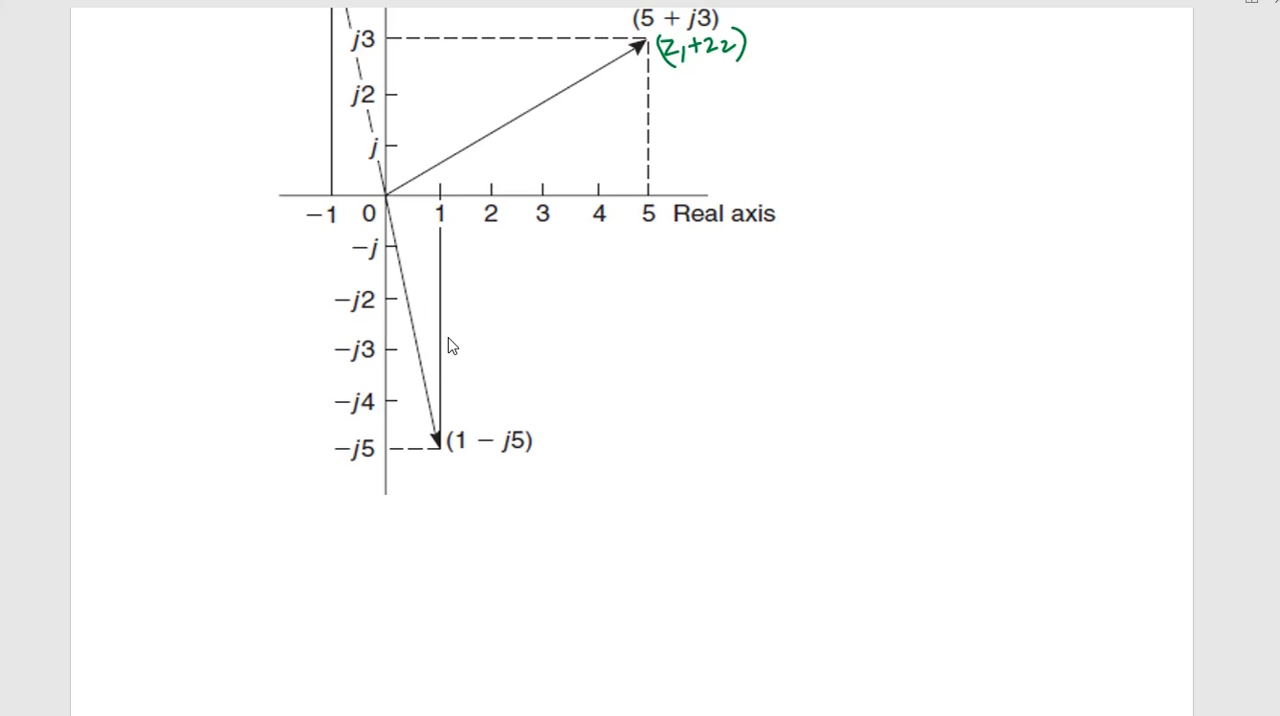 (5 + j3)
j3
(z₁+z2)
j2
j
−1 0 1 2 3 4 5 Real axis
−j
−j2
−j3
−j4
(1 − j5)
−j5